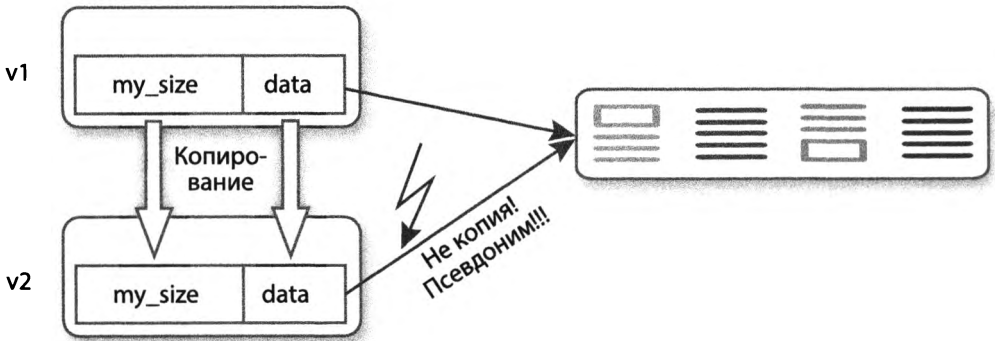 v1
my_size data
Копиро-
вание
Не копия!
Псевдоним!!!
v2
my_size data